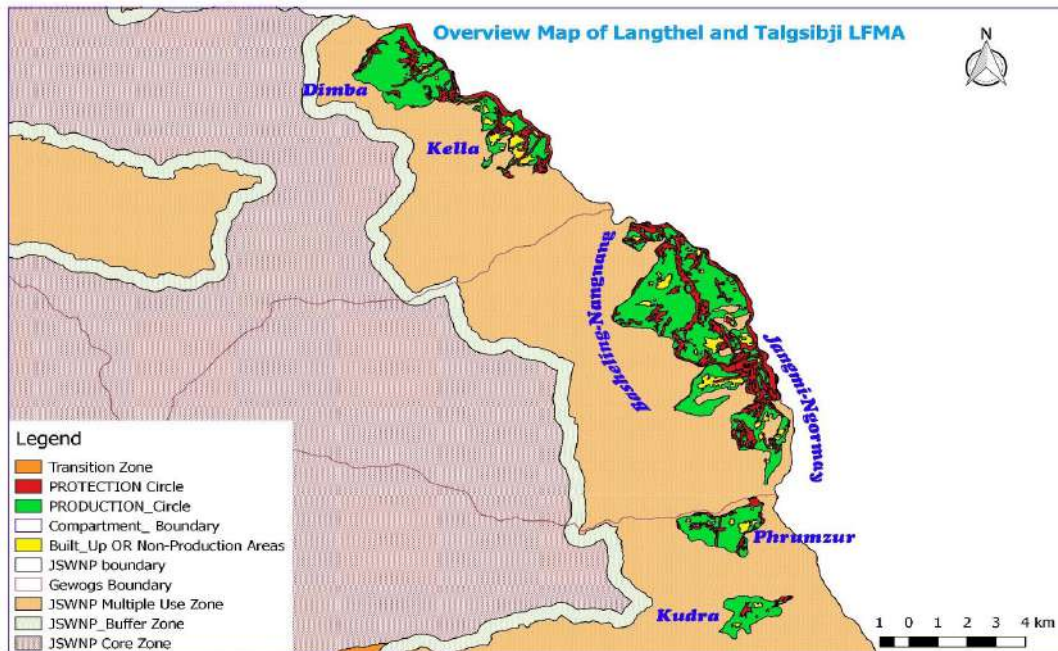 Overview Map of Langthel and Talgsibji LFMA
N
Dimba
Kella
Basheling-Nangnang
Jangmi-Ngormay
Phrumzur
Kudra
Legend
Transition Zone
PROTECTION Circle
PRODUCTION_Circle
Compartment_ Boundary
Built_Up OR Non-Production Areas
JSWNP boundary
Gewogs Boundary
JSWNP Multiple Use Zone
JSWNP_Buffer Zone
JSWNP Core Zone
1 0 1 2 3 4 km